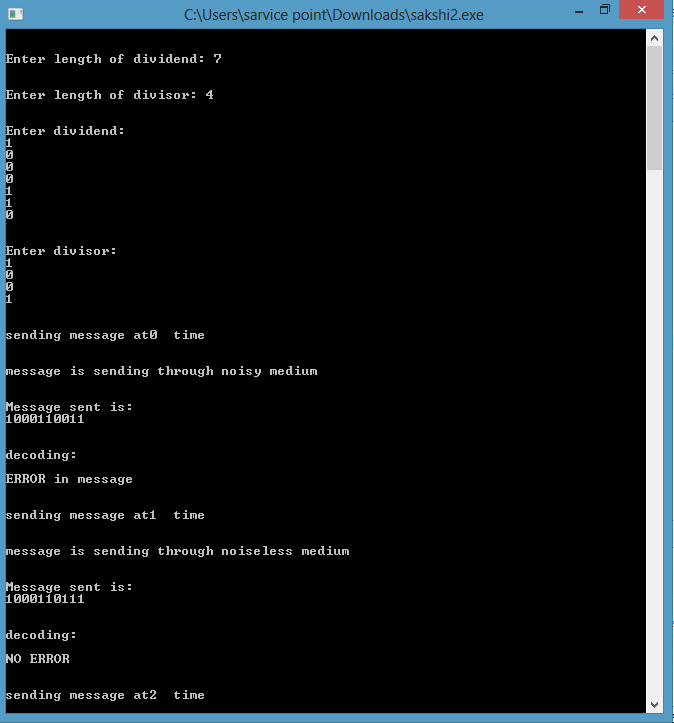 C:\Users\sarvice point\Downloads\sakshi2.exe
Enter length of dividend: 7
Enter length of divisor: 4
Enter dividend:
1
0
0
0
1
1
0
Enter divisor:
1
0
0
1
sending message at0  time
message is sending through noisy medium
Message sent is:
1000110011
decoding:
ERROR in message
sending message at1  time
message is sending through noiseless medium
Message sent is:
1000110111
decoding:
NO ERROR
sending message at2  time